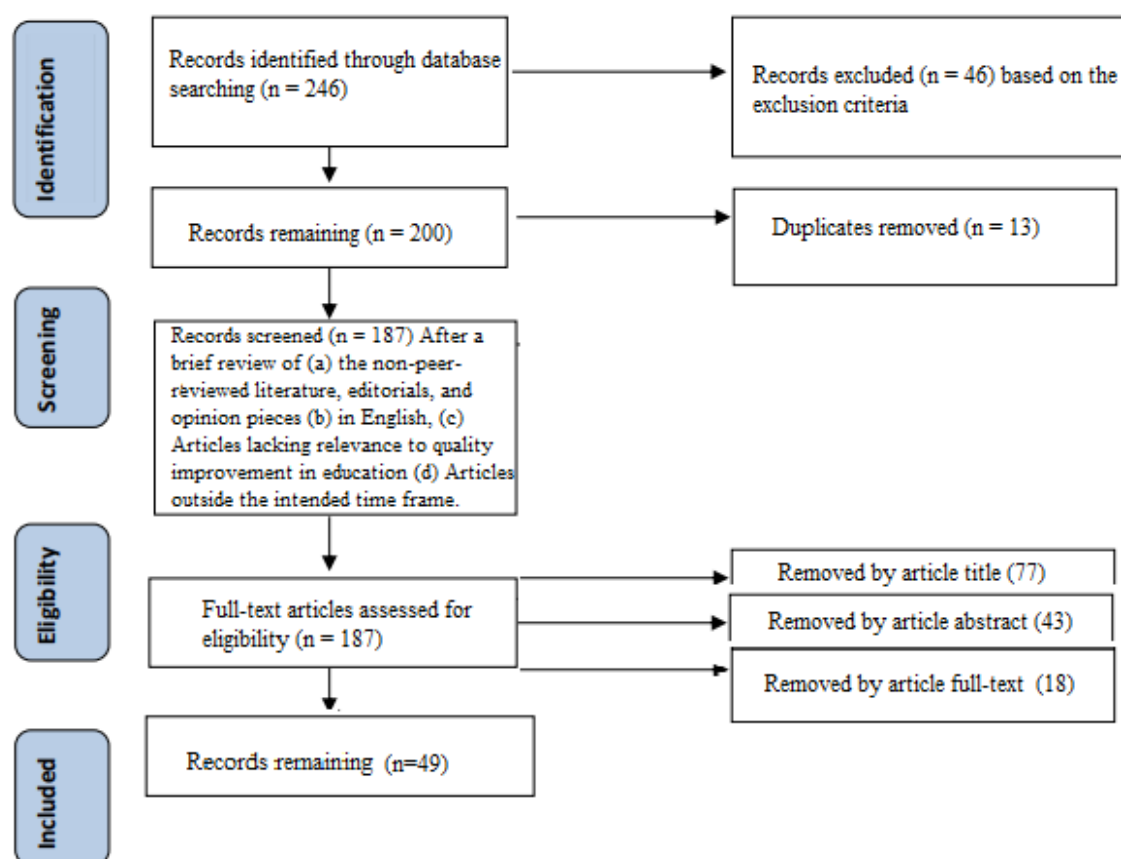 Identification
Records identified through database
searching (n = 246)
Records excluded (n = 46) based on the
exclusion criteria
Records remaining (n = 200)
Duplicates removed (n = 13)
Screening
Records screened (n = 187) After a
brief review of (a) the non-peer-
reviewed literature, editorials, and
opinion pieces (b) in English, (c)
Articles lacking relevance to quality
improvement in education (d) Articles
outside the intended time frame.
Eligibility
Full-text articles assessed for
eligibility (n = 187)
Removed by article title (77)
Removed by article abstract (43)
Removed by article full-text (18)
Included
Records remaining (n=49)